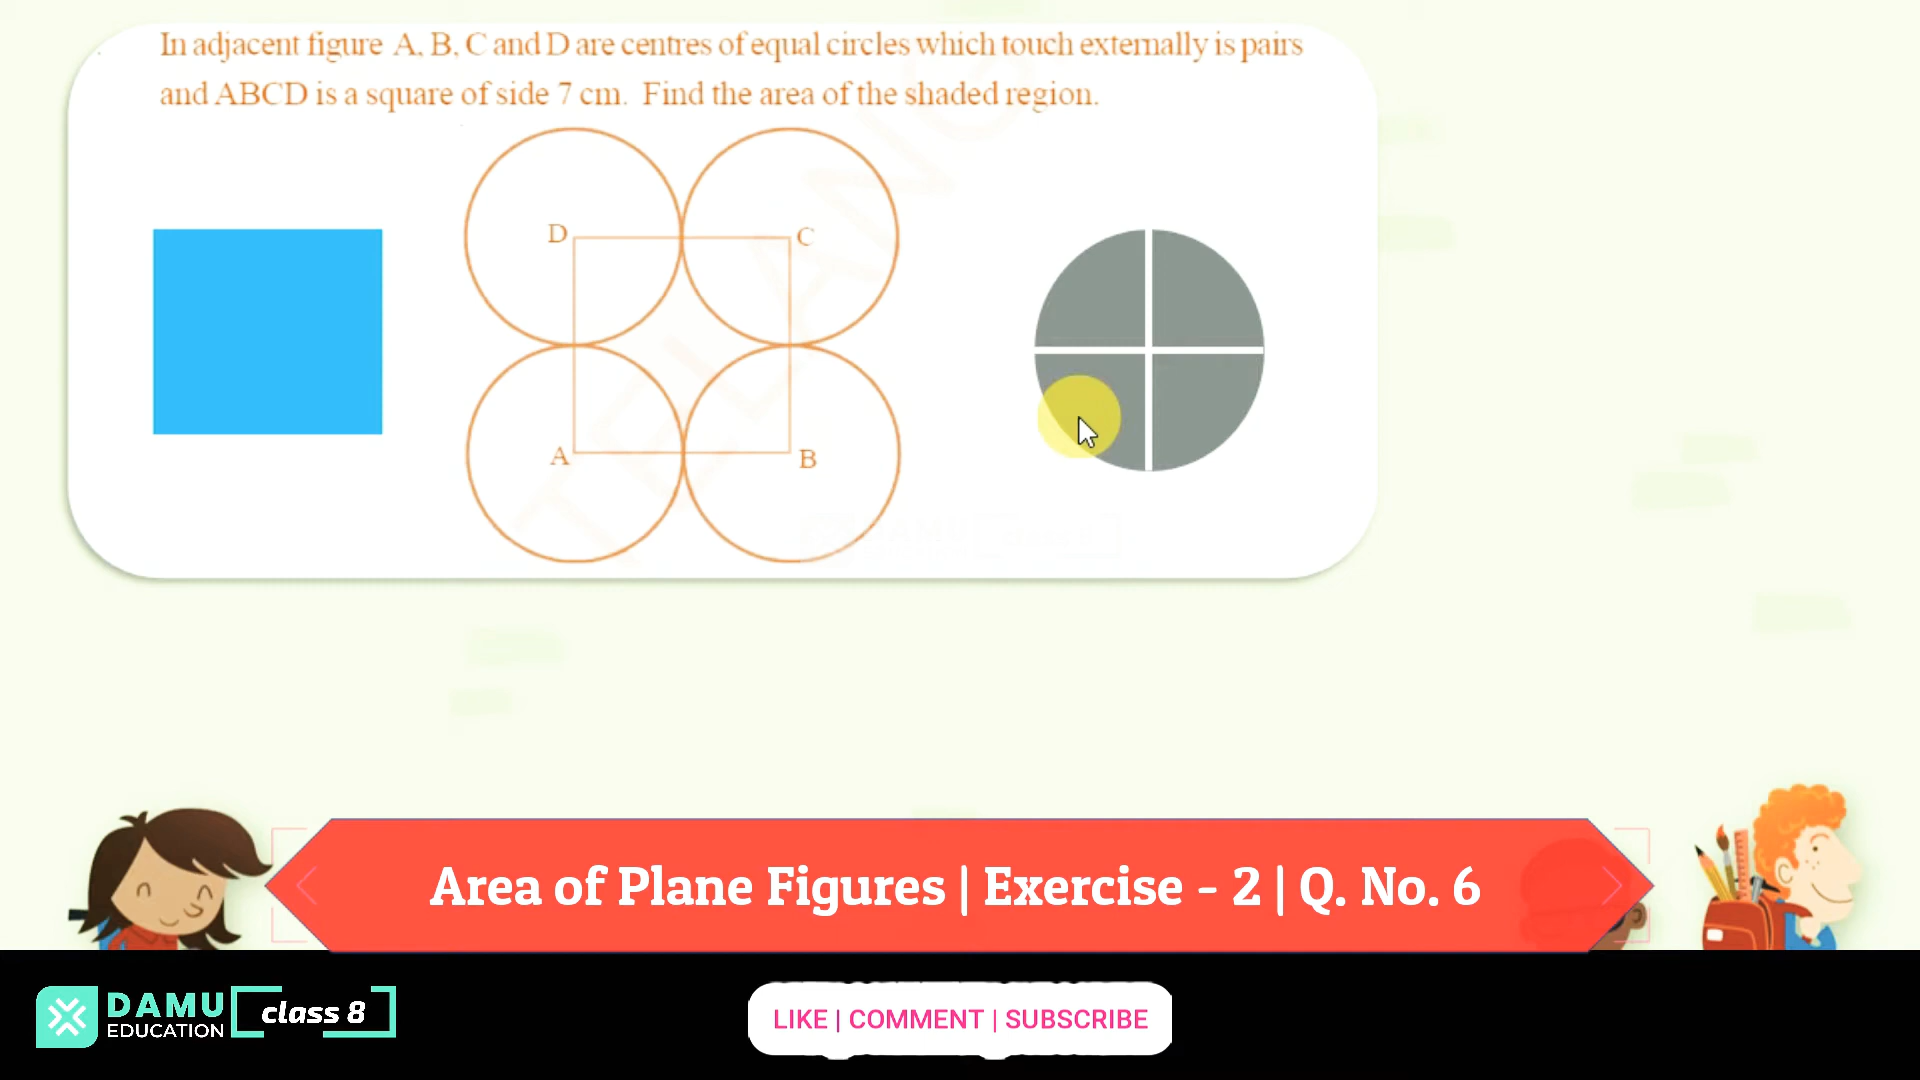 In adjacent figure A, B, C and D are centres of equal circles which touch externally is pairs
and ABCD is a square of side 7 cm. Find the area of the shaded region.
D
C
A
B
Area of Plane Figures | Exercise - 2 | Q. No. 6
DAMU
EDUCATION
class 8
LIKE | COMMENT | SUBSCRIBE